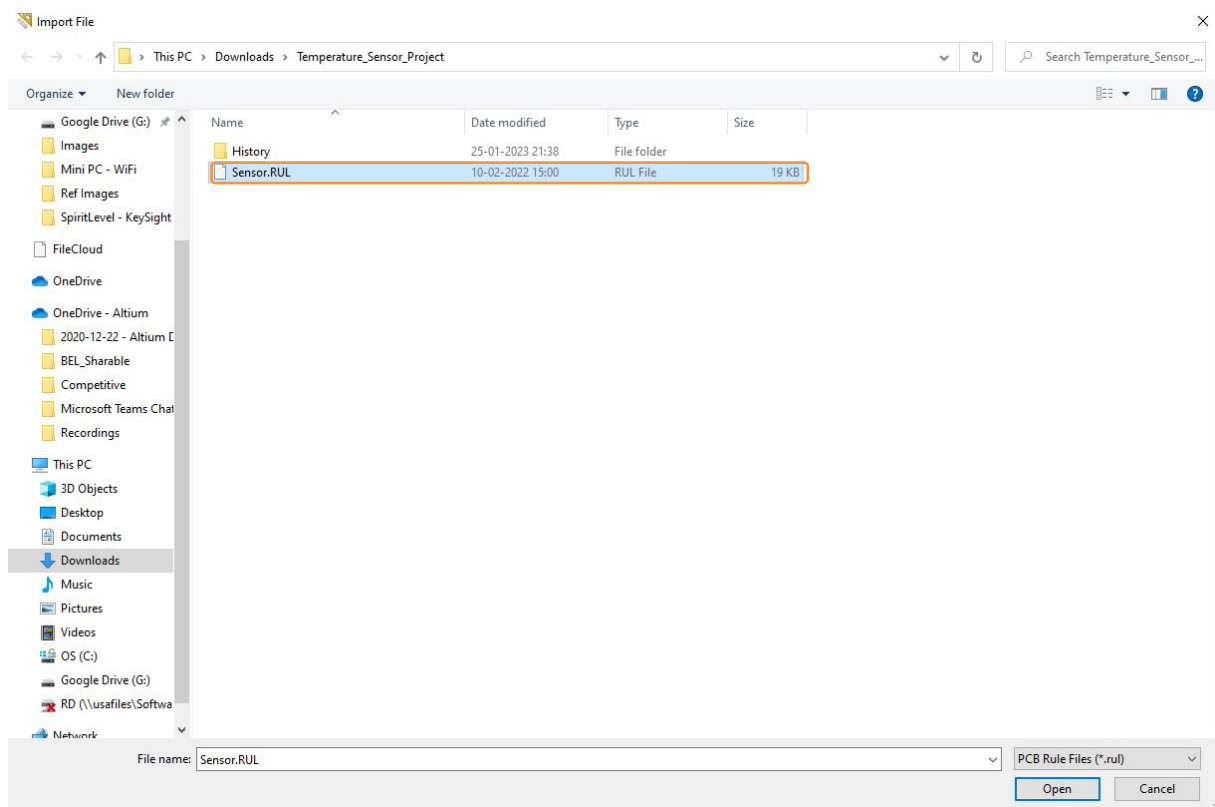 Import File
This PC > Downloads > Temperature_Sensor_Project
Search Temperature_Sensor_...
Organize
New folder
Name
Date modified
Type
Size
History
25-01-2023 21:38
File folder
Sensor.RUL
10-02-2022 15:00
RUL File
19 KB
Google Drive (G:)
Images
Mini PC - WiFi
Ref Images
SpiritLevel - KeySight
FileCloud
OneDrive
OneDrive - Altium
2020-12-22 - Altium D
BEL_Sharable
Competitive
Microsoft Teams Chat
Recordings
This PC
3D Objects
Desktop
Documents
Downloads
Music
Pictures
Videos
OS (C:)
Google Drive (G:)
RD (\\usafiles\Softwa
Network
File name:
Sensor.RUL
PCB Rule Files (*.rul)
Open
Cancel